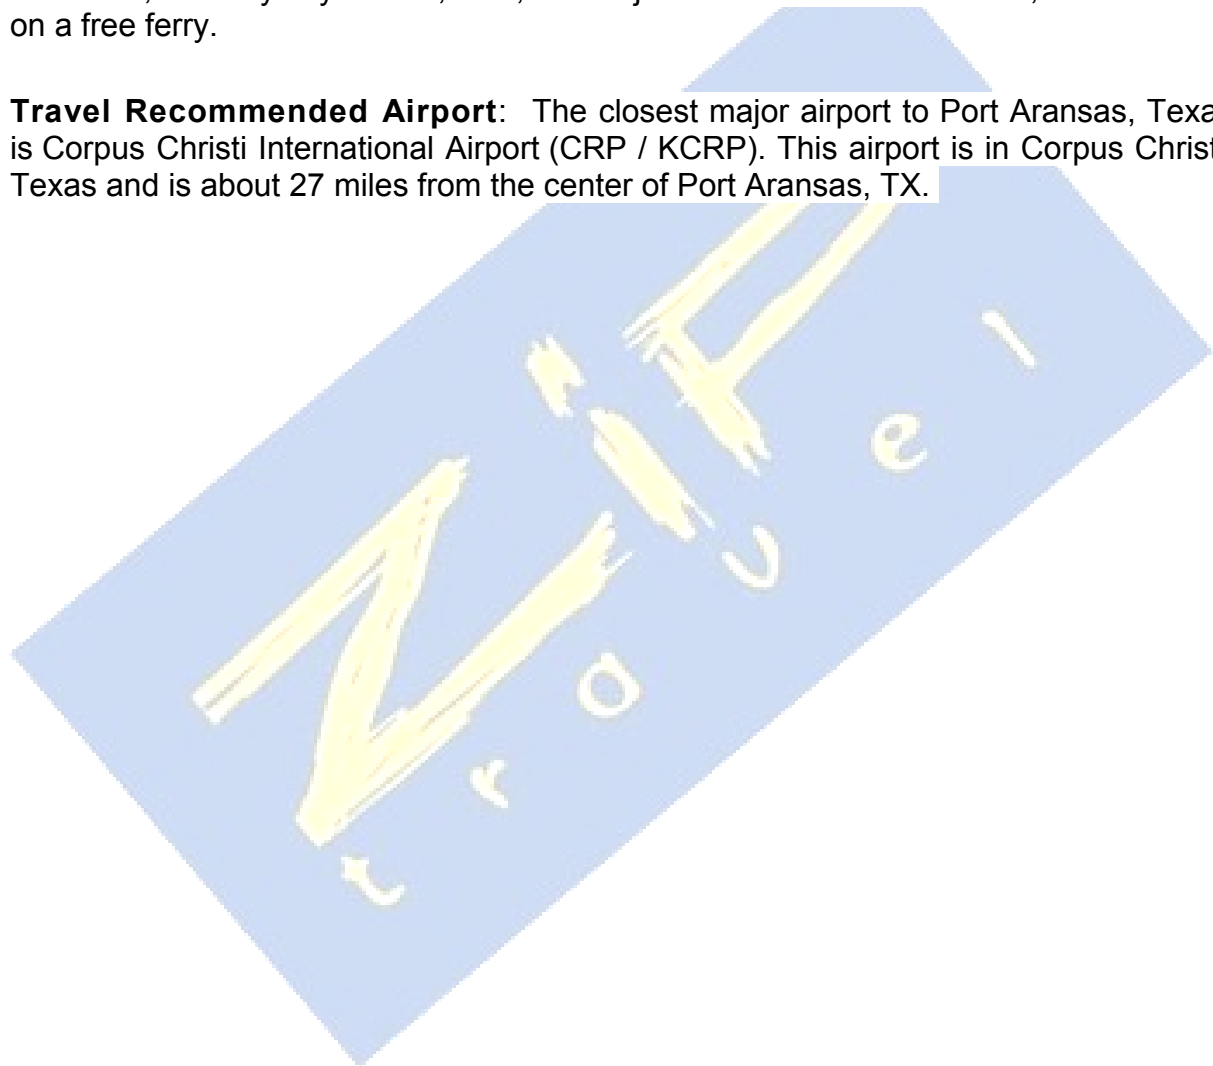 on a free ferry.
Travel Recommended Airport: The closest major airport to Port Aransas, Texa
is Corpus Christi International Airport (CRP / KCRP). This airport is in Corpus Christ
Texas and is about 27 miles from the center of Port Aransas, TX.
travel